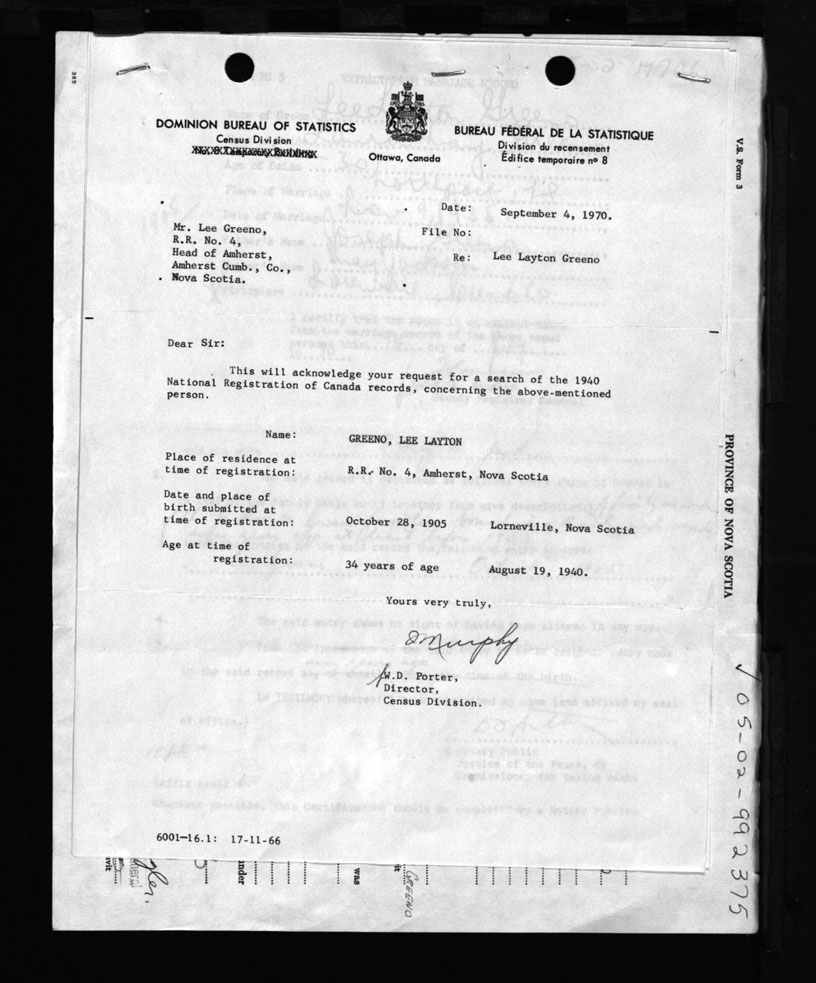 DOMINION BUREAU OF STATISTICS
Census Division
BUREAU FÉDÉRAL DE LA STATISTIQUE
Division du recensement
Édifice temporaire nº 8
Ottawa, Canada
Date: September 4, 1970.
File No:
Re: Lee Layton Greeno
Mr. Lee Greeno,
R.R. No. 4,
Head of Amherst,
Amherst Cumb., Co.,
Nova Scotia.
Dear Sir:
This will acknowledge your request for a search of the 1940
National Registration of Canada records, concerning the above-mentioned
person.
Name: GREENO, LEE LAYTON
Place of residence at
time of registration: R.R. No. 4, Amherst, Nova Scotia
Date and place of
birth submitted at
time of registration: October 28, 1905 Lorneville, Nova Scotia
Age at time of
registration: 34 years of age August 19, 1940.
Yours very truly,
Murphy
W.D. Porter,
Director,
Census Division.
6001-16.1: 17-11-66
V.S. Form 3
PROVINCE OF NOVA SCOTIA
05-02-992375
was
GREENO